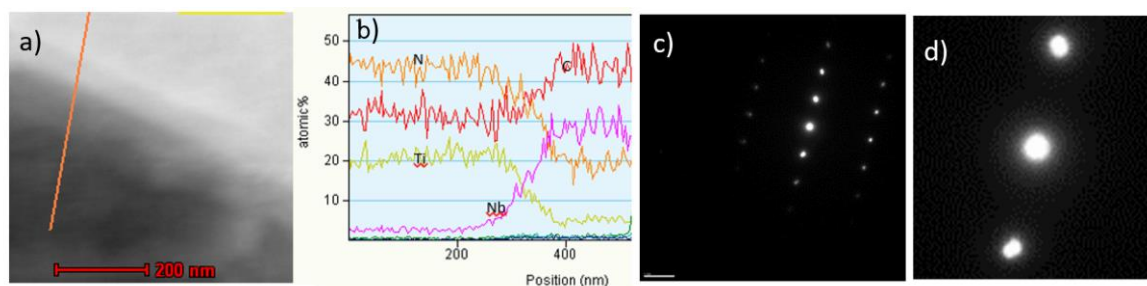 a)
200 nm
b)
atomic%
50
40
30
20
10
N
C
Ti
Nb
200
400
Position (nm)
c)
d)